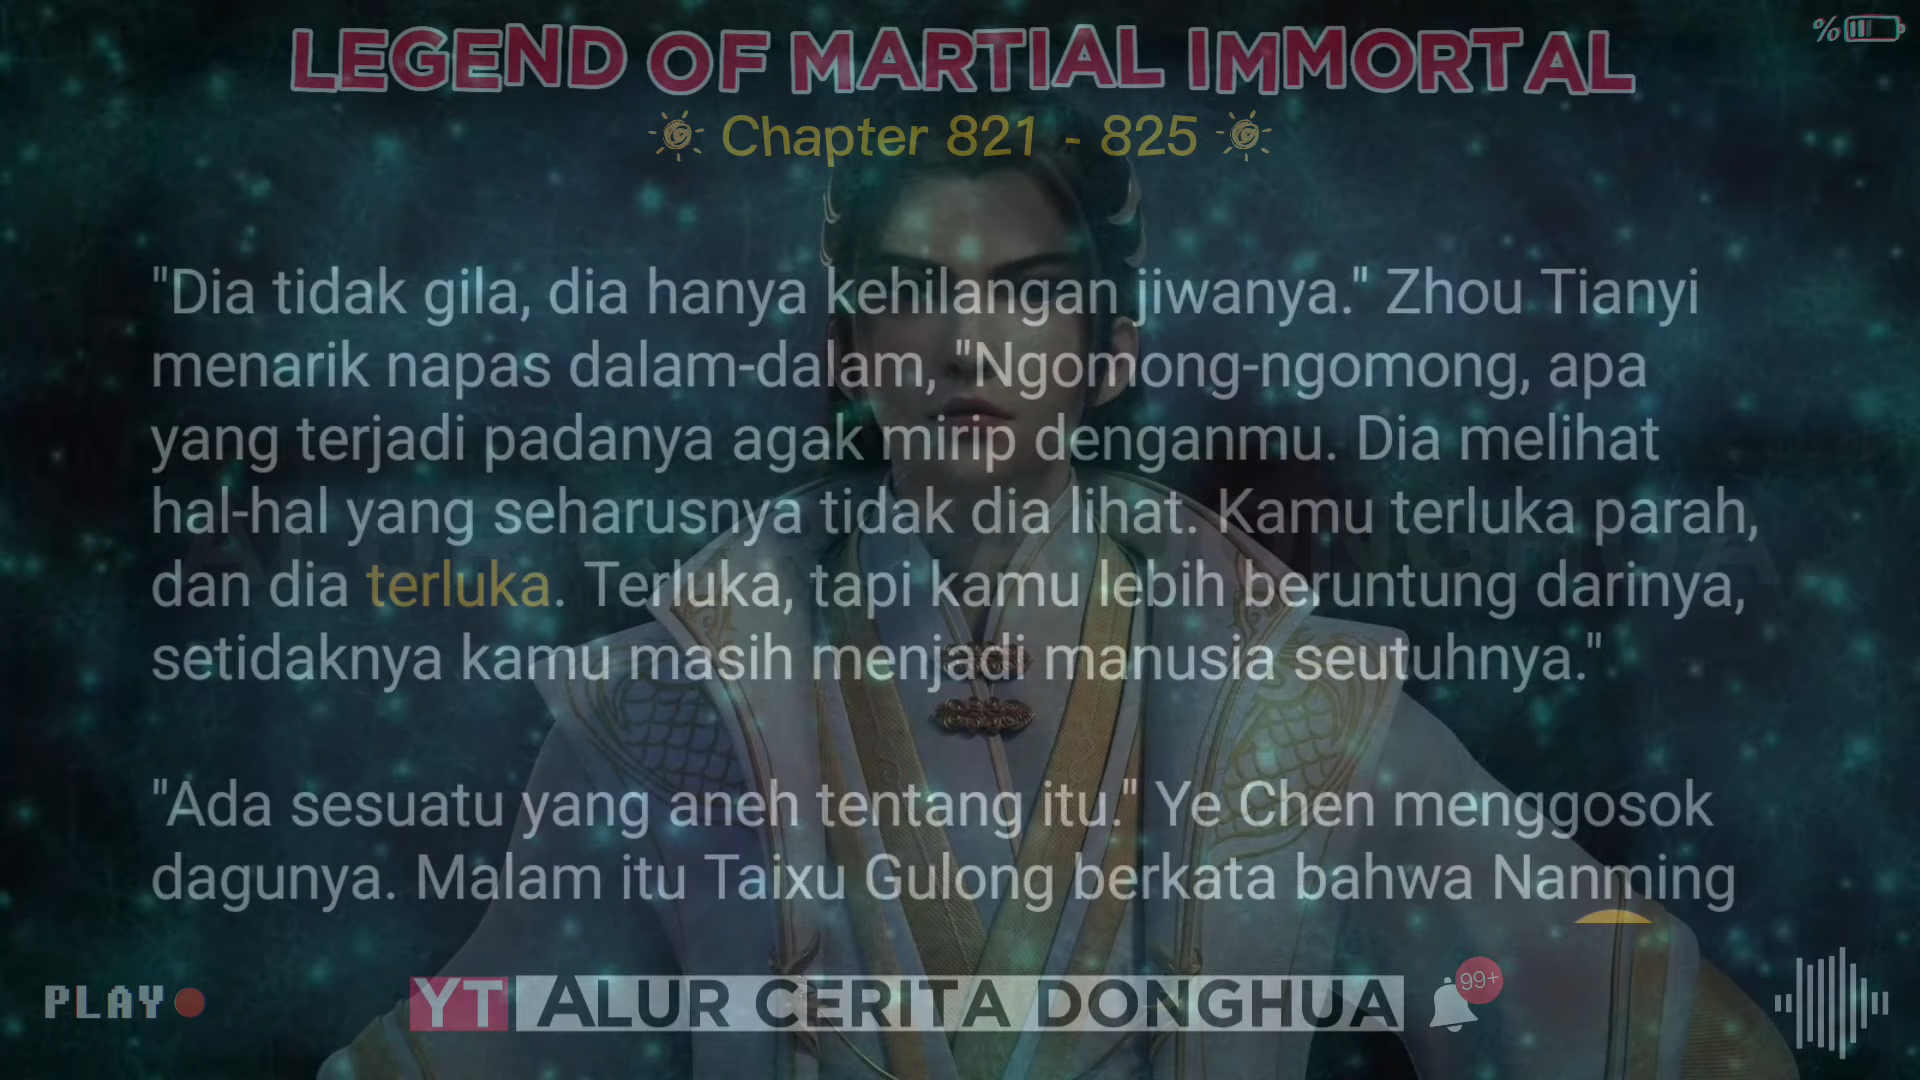 LEGEND OF MARTIAL IMMORTAL
%
Chapter 821 - 825
"Dia tidak gila, dia hanya kehilangan jiwanya." Zhou Tianyi
menarik napas dalam-dalam, "Ngomong-ngomong, apa
yang terjadi padanya agak mirip denganmu. Dia melihat
hal-hal yang seharusnya tidak dia lihat. Kamu terluka parah,
dan dia terluka. Terluka, tapi kamu lebih beruntung darinya,
setidaknya kamu masih menjadi manusia seutuhnya."
"Ada sesuatu yang aneh tentang itu." Ye Chen menggosok
dagunya. Malam itu Taixu Gulong berkata bahwa Nanming
PLAY
YT ALUR CERITA DONGHUA
99+